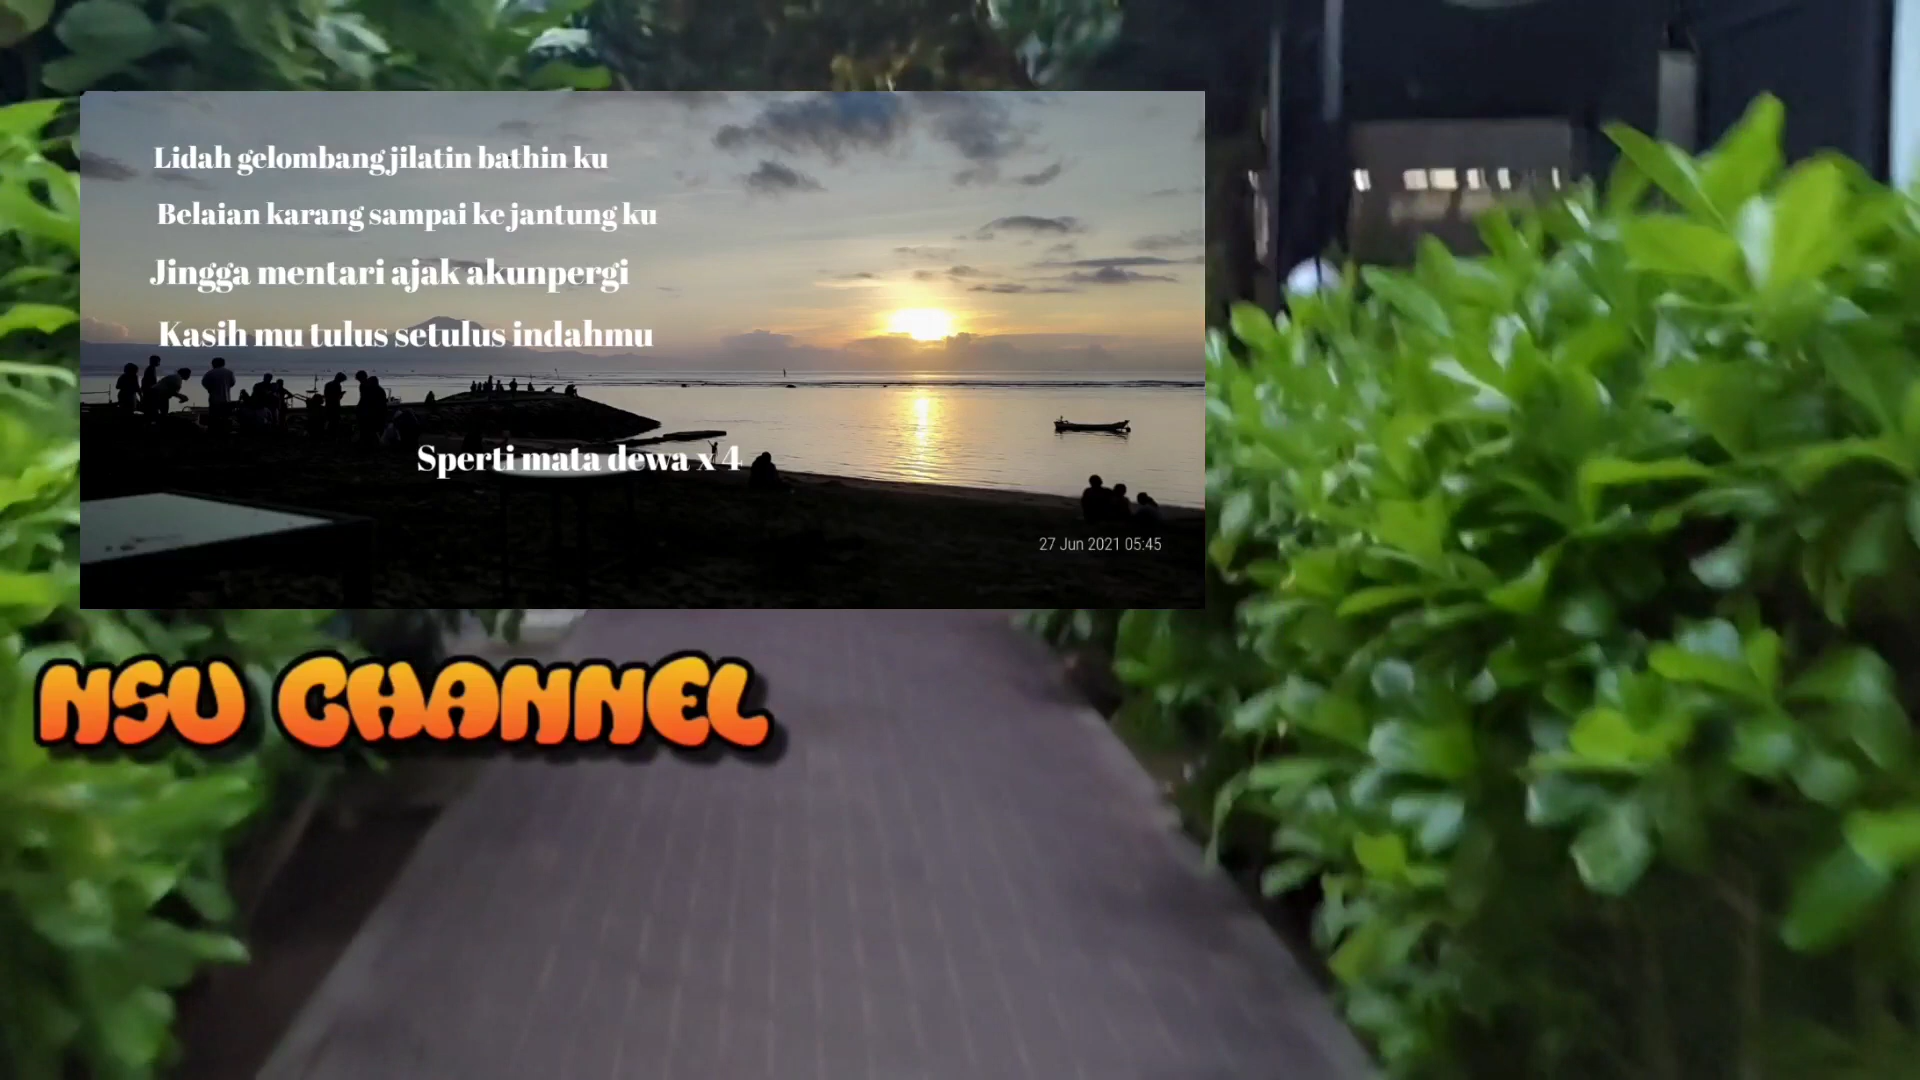 Lidah gelombang jilatin bathin ku
Belaian karang sampai ke jantung ku
Jingga mentari ajak akunpergi
Kasih mu tulus setulus indahmu
Sperti mata dewa x 4
27 Jun 2021 05:45
NSU CHANNEL